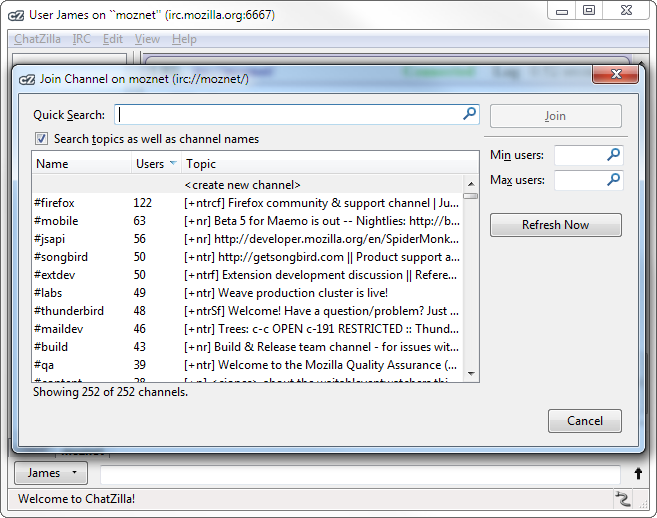 User James on ``moznet'' (irc.mozilla.org:6667)
ChatZilla IRC Edit View Help
Join Channel on moznet (irc://moznet/)
Quick Search:
Join
Search topics as well as channel names
Min users:
Max users:
Refresh Now
Name Users Topic
<create new channel>
#firefox 122 [+ntrcf] Firefox community & support channel | Ju...
#mobile 63 [+nr] Beta 5 for Maemo is out -- Nightlies: http://b...
#jsapi 56 [+nr] http://developer.mozilla.org/en/SpiderMonk...
#songbird 50 [+ntr] http://getsongbird.com || Product support a...
#extdev 50 [+ntrf] Extension development discussion || Refere...
#labs 49 [+ntr] Weave production cluster is live!
#thunderbird 48 [+ntrSf] Welcome! Have a question/problem? Just ...
#maildev 46 [+ntr] Trees: c-c OPEN c-191 RESTRICTED :: Thund...
#build 43 [+nr] Build & Release team channel - for issues wit...
#qa 39 [+ntr] Welcome to the Mozilla Quality Assurance (...
Showing 252 of 252 channels.
Cancel
James
Welcome to ChatZilla!